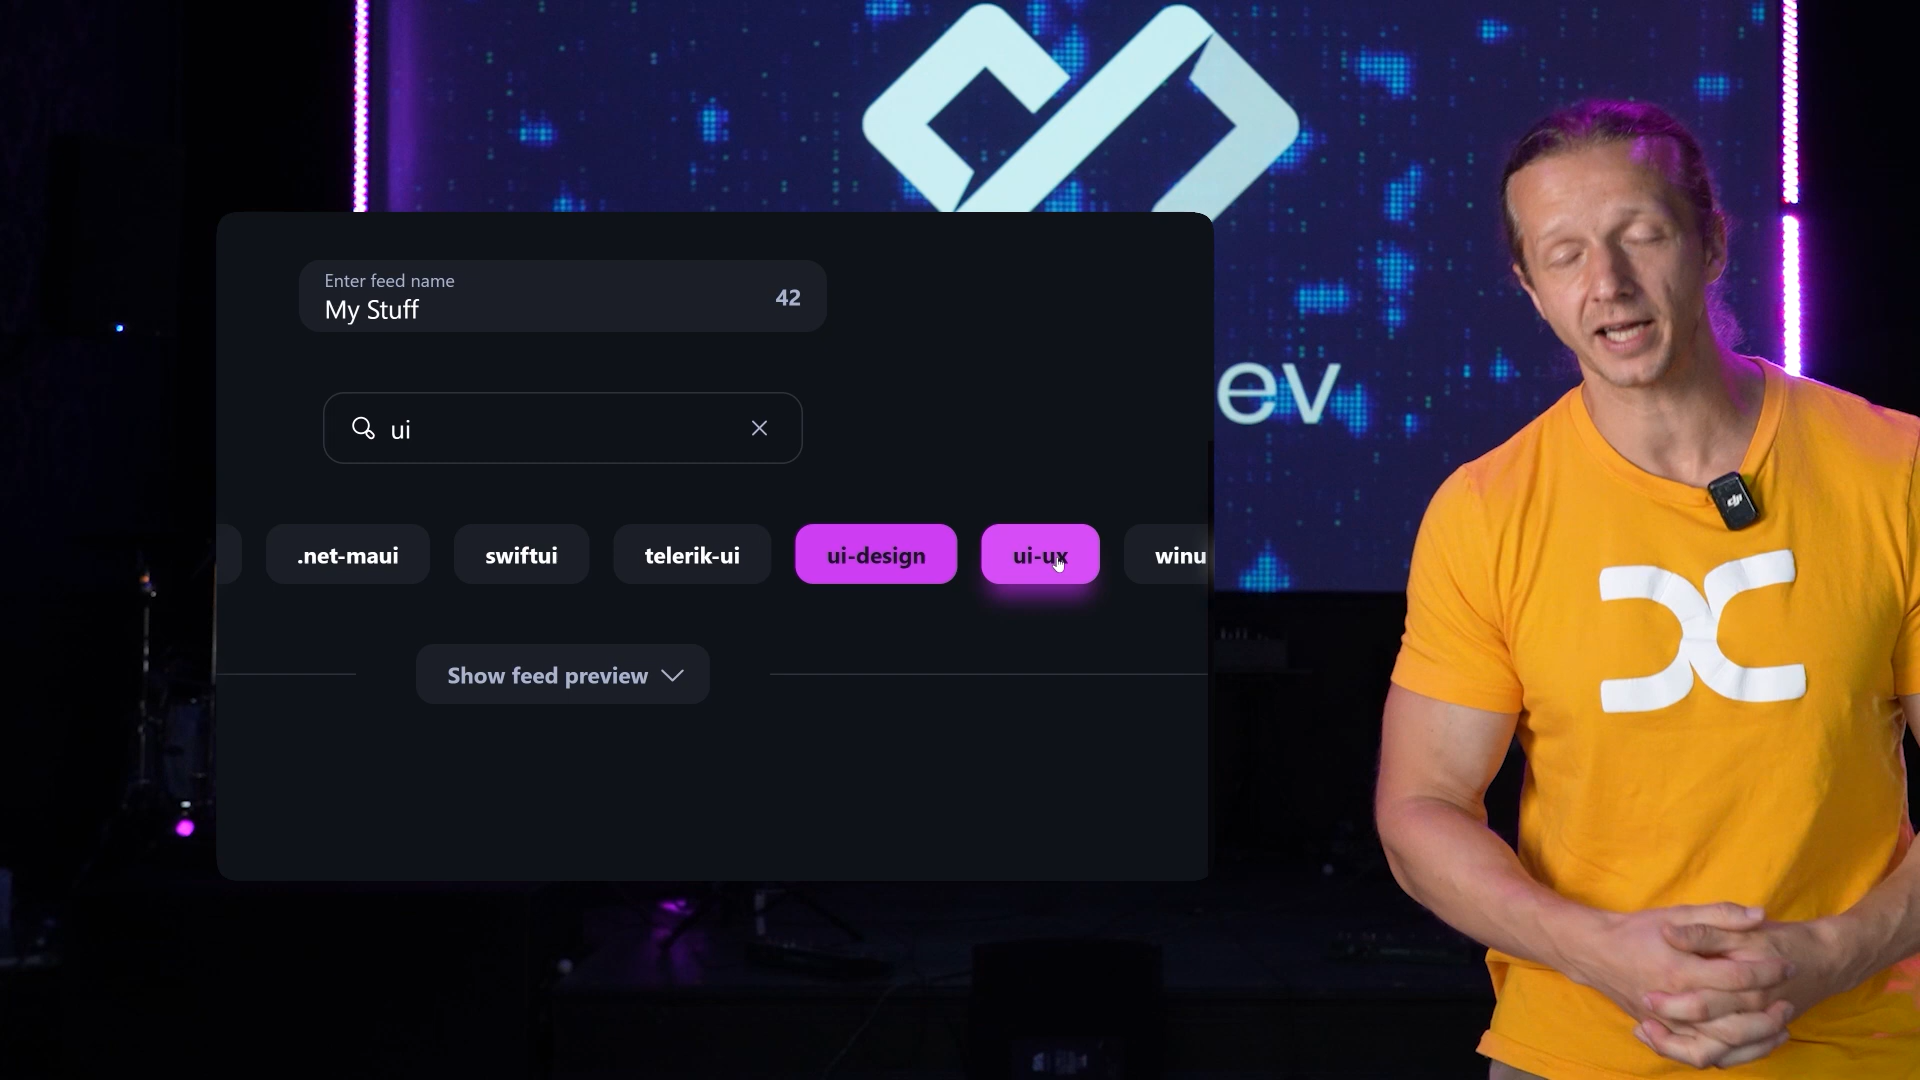 Enter feed name
My Stuff
42
ev
ui
.net-maui
swiftui
telerik-ui
ui-design
ui-ux
winu
Show feed preview
dji